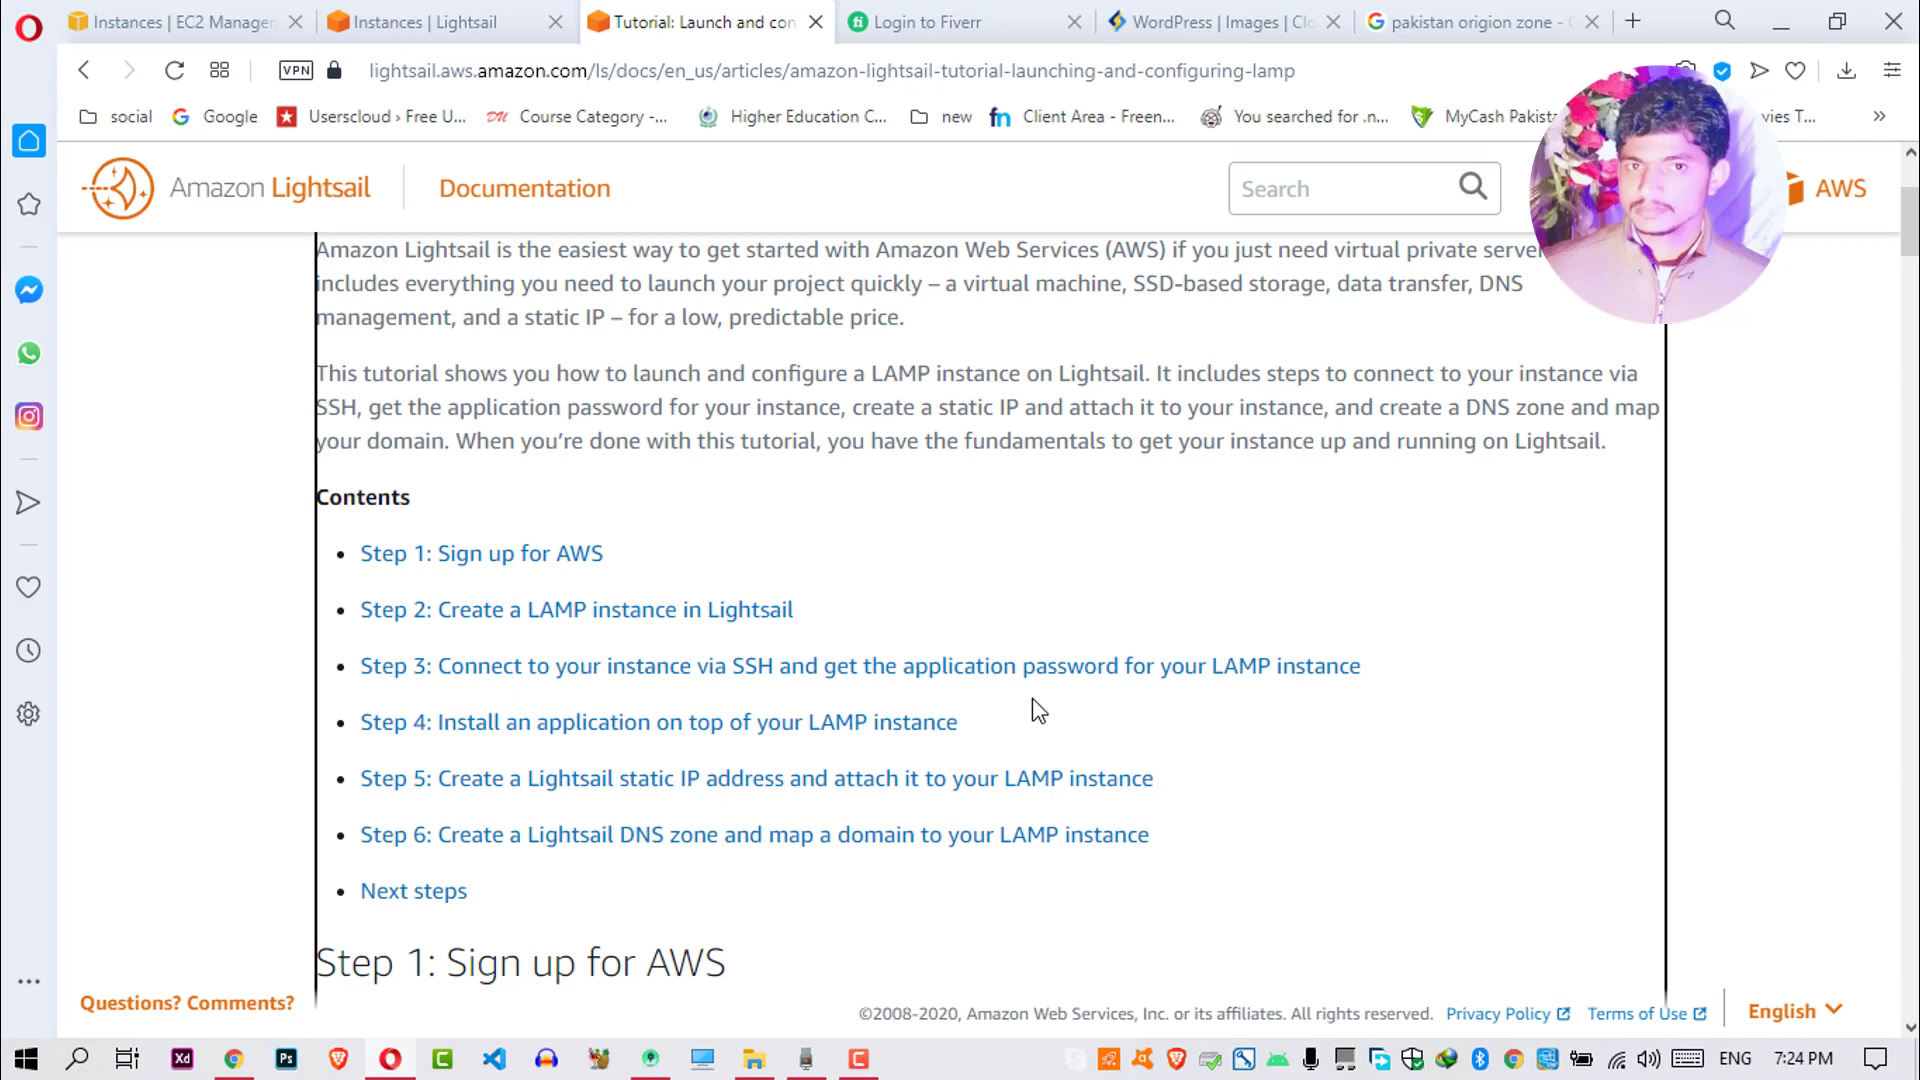 Instances | EC2 Managem
Instances | Lightsail
Tutorial: Launch and con
Login to Fiverr
WordPress | Images | Clo
pakistan origion zone - G
VPN
lightsail.aws.amazon.com/ls/docs/en_us/articles/amazon-lightsail-tutorial-launching-and-configuring-lamp
social
Google
Userscloud › Free U...
DU
Course Category -...
Higher Education C...
new
fn
Client Area - Freen...
You searched for .n...
MyCash Pakista
vies T...
Amazon Lightsail
Documentation
Search
AWS
Amazon Lightsail is the easiest way to get started with Amazon Web Services (AWS) if you just need virtual private server
includes everything you need to launch your project quickly – a virtual machine, SSD-based storage, data transfer, DNS
management, and a static IP – for a low, predictable price.
This tutorial shows you how to launch and configure a LAMP instance on Lightsail. It includes steps to connect to your instance via
SSH, get the application password for your instance, create a static IP and attach it to your instance, and create a DNS zone and map
your domain. When you’re done with this tutorial, you have the fundamentals to get your instance up and running on Lightsail.
Contents
• Step 1: Sign up for AWS
• Step 2: Create a LAMP instance in Lightsail
• Step 3: Connect to your instance via SSH and get the application password for your LAMP instance
• Step 4: Install an application on top of your LAMP instance
• Step 5: Create a Lightsail static IP address and attach it to your LAMP instance
• Step 6: Create a Lightsail DNS zone and map a domain to your LAMP instance
• Next steps
Step 1: Sign up for AWS
Questions? Comments?
©2008-2020, Amazon Web Services, Inc. or its affiliates. All rights reserved.
Privacy Policy
Terms of Use
English
Xd
Ps
C
C
ENG
7:24 PM